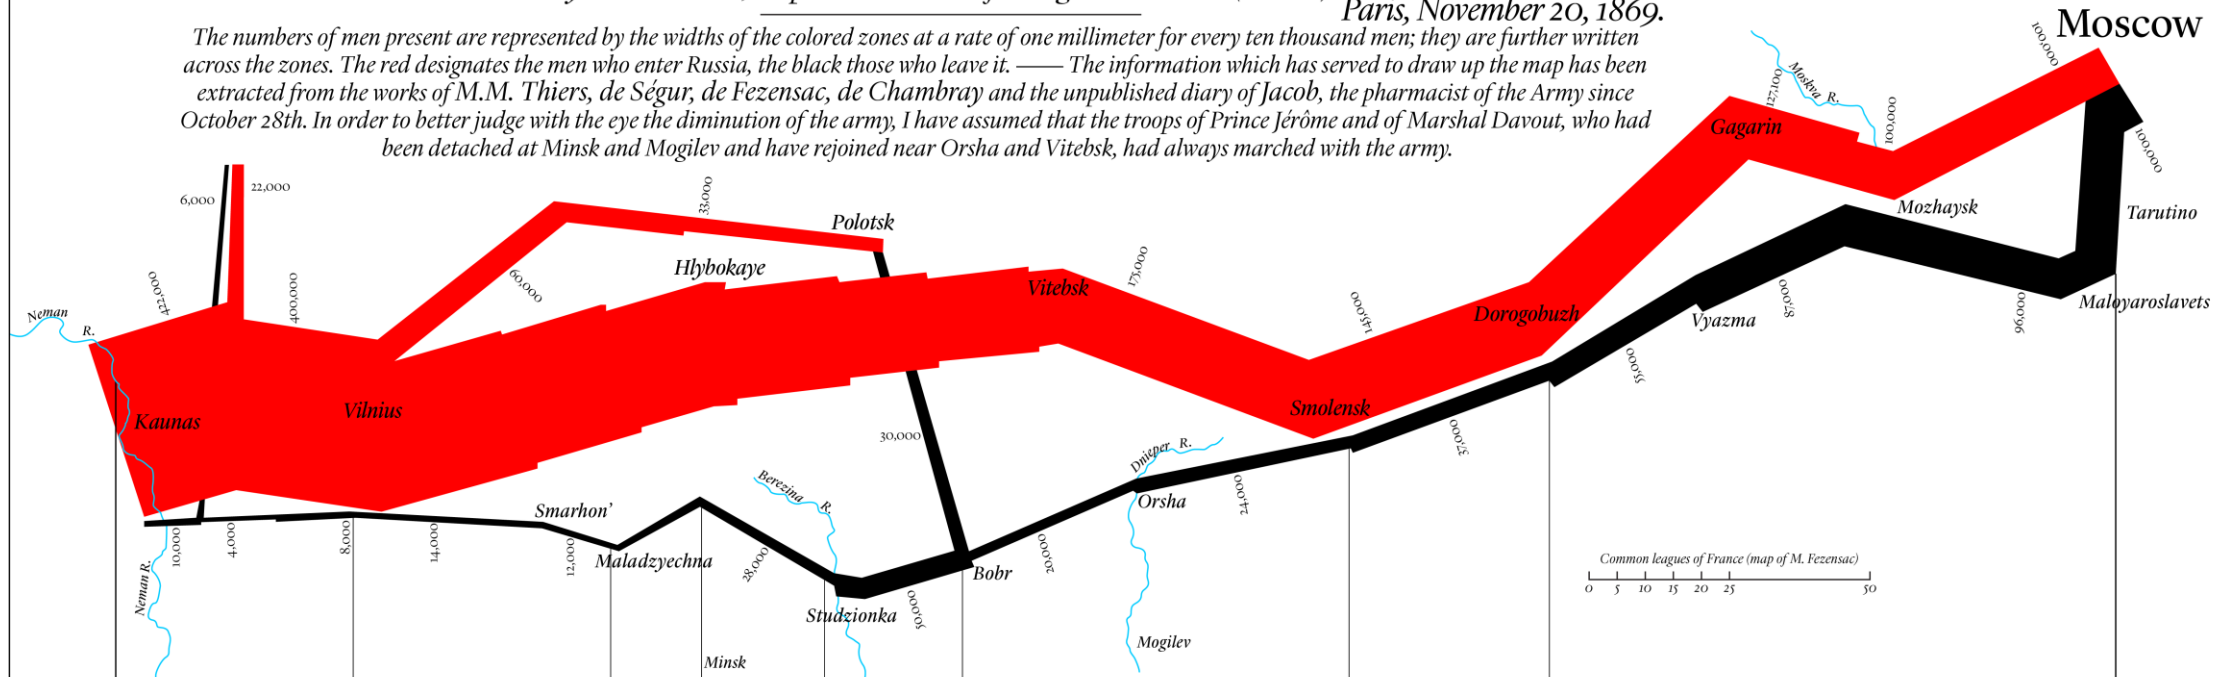 Paris, November 20, 1869.
Moscow
The numbers of men present are represented by the widths of the colored zones at a rate of one millimeter for every ten thousand men; they are further written
across the zones. The red designates the men who enter Russia, the black those who leave it. —— The information which has served to draw up the map has been
extracted from the works of M.M. Thiers, de Ségur, de Fezensac, de Chambray and the unpublished diary of Jacob, the pharmacist of the Army since
October 28th. In order to better judge with the eye the diminution of the army, I have assumed that the troops of Prince Jérôme and of Marshal Davout, who had
been detached at Minsk and Mogilev and have rejoined near Orsha and Vitebsk, had always marched with the army.
100,000
Moskva R.
127,100
100,000
Gagarin
100,000
22,000
6,000
33,000
Polotsk
Mozhaysk
Tarutino
Hlybokaye
60,000
422,000
400,000
Vitebsk
175,000
145,000
Dorogobuzh
Neman R.
Vyazma
87,000
96,000
Maloyaroslavets
55,000
Kaunas
Vilnius
Smolensk
37,000
30,000
Dnieper R.
Berezina R.
Orsha
24,000
Smarhon’
10,000
4,000
8,000
14,000
12,000
Maladzyechna
28,000
Bobr
20,000
Studzionka
50,000
Neman R.
Minsk
Mogilev
Common leagues of France (map of M. Fezensac)
0 5 10 15 20 25 50